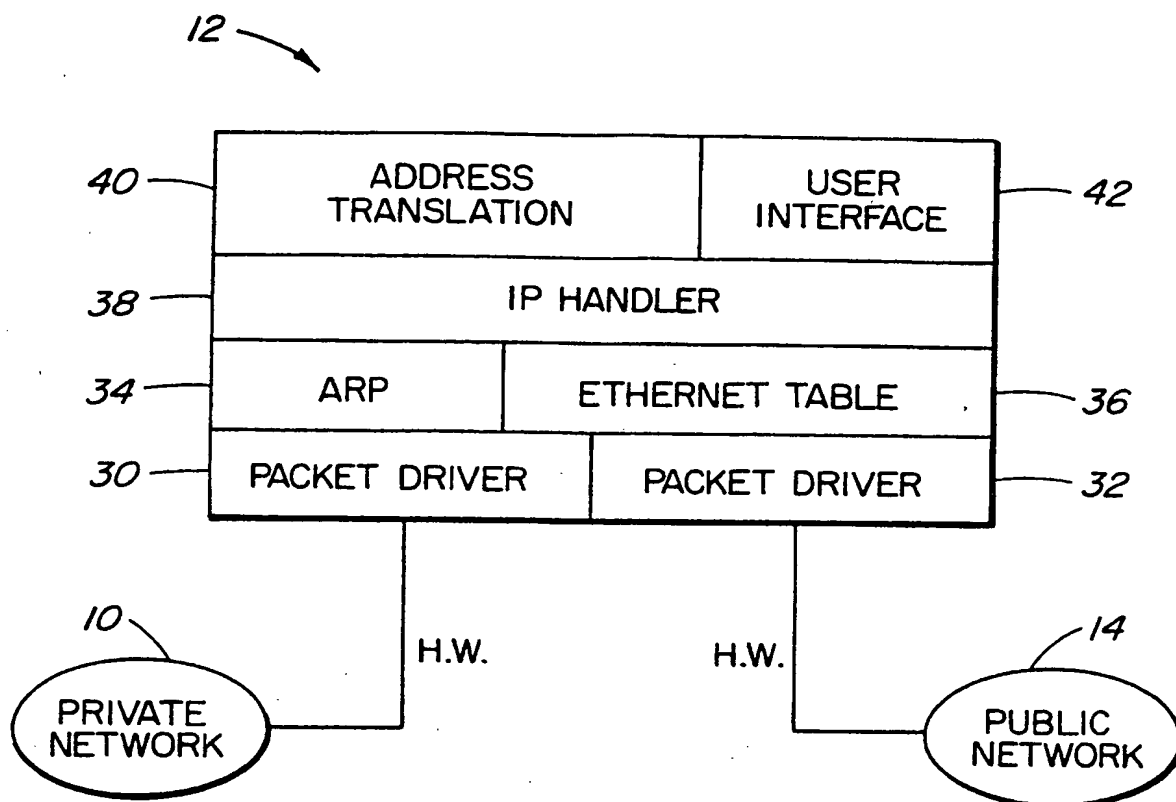 12
40
ADDRESS
TRANSLATION
USER
INTERFACE
42
38
IP HANDLER
34
ARP
ETHERNET TABLE
36
30
PACKET DRIVER
PACKET DRIVER
32
10
H.W.
H.W.
14
PRIVATE
NETWORK
PUBLIC
NETWORK